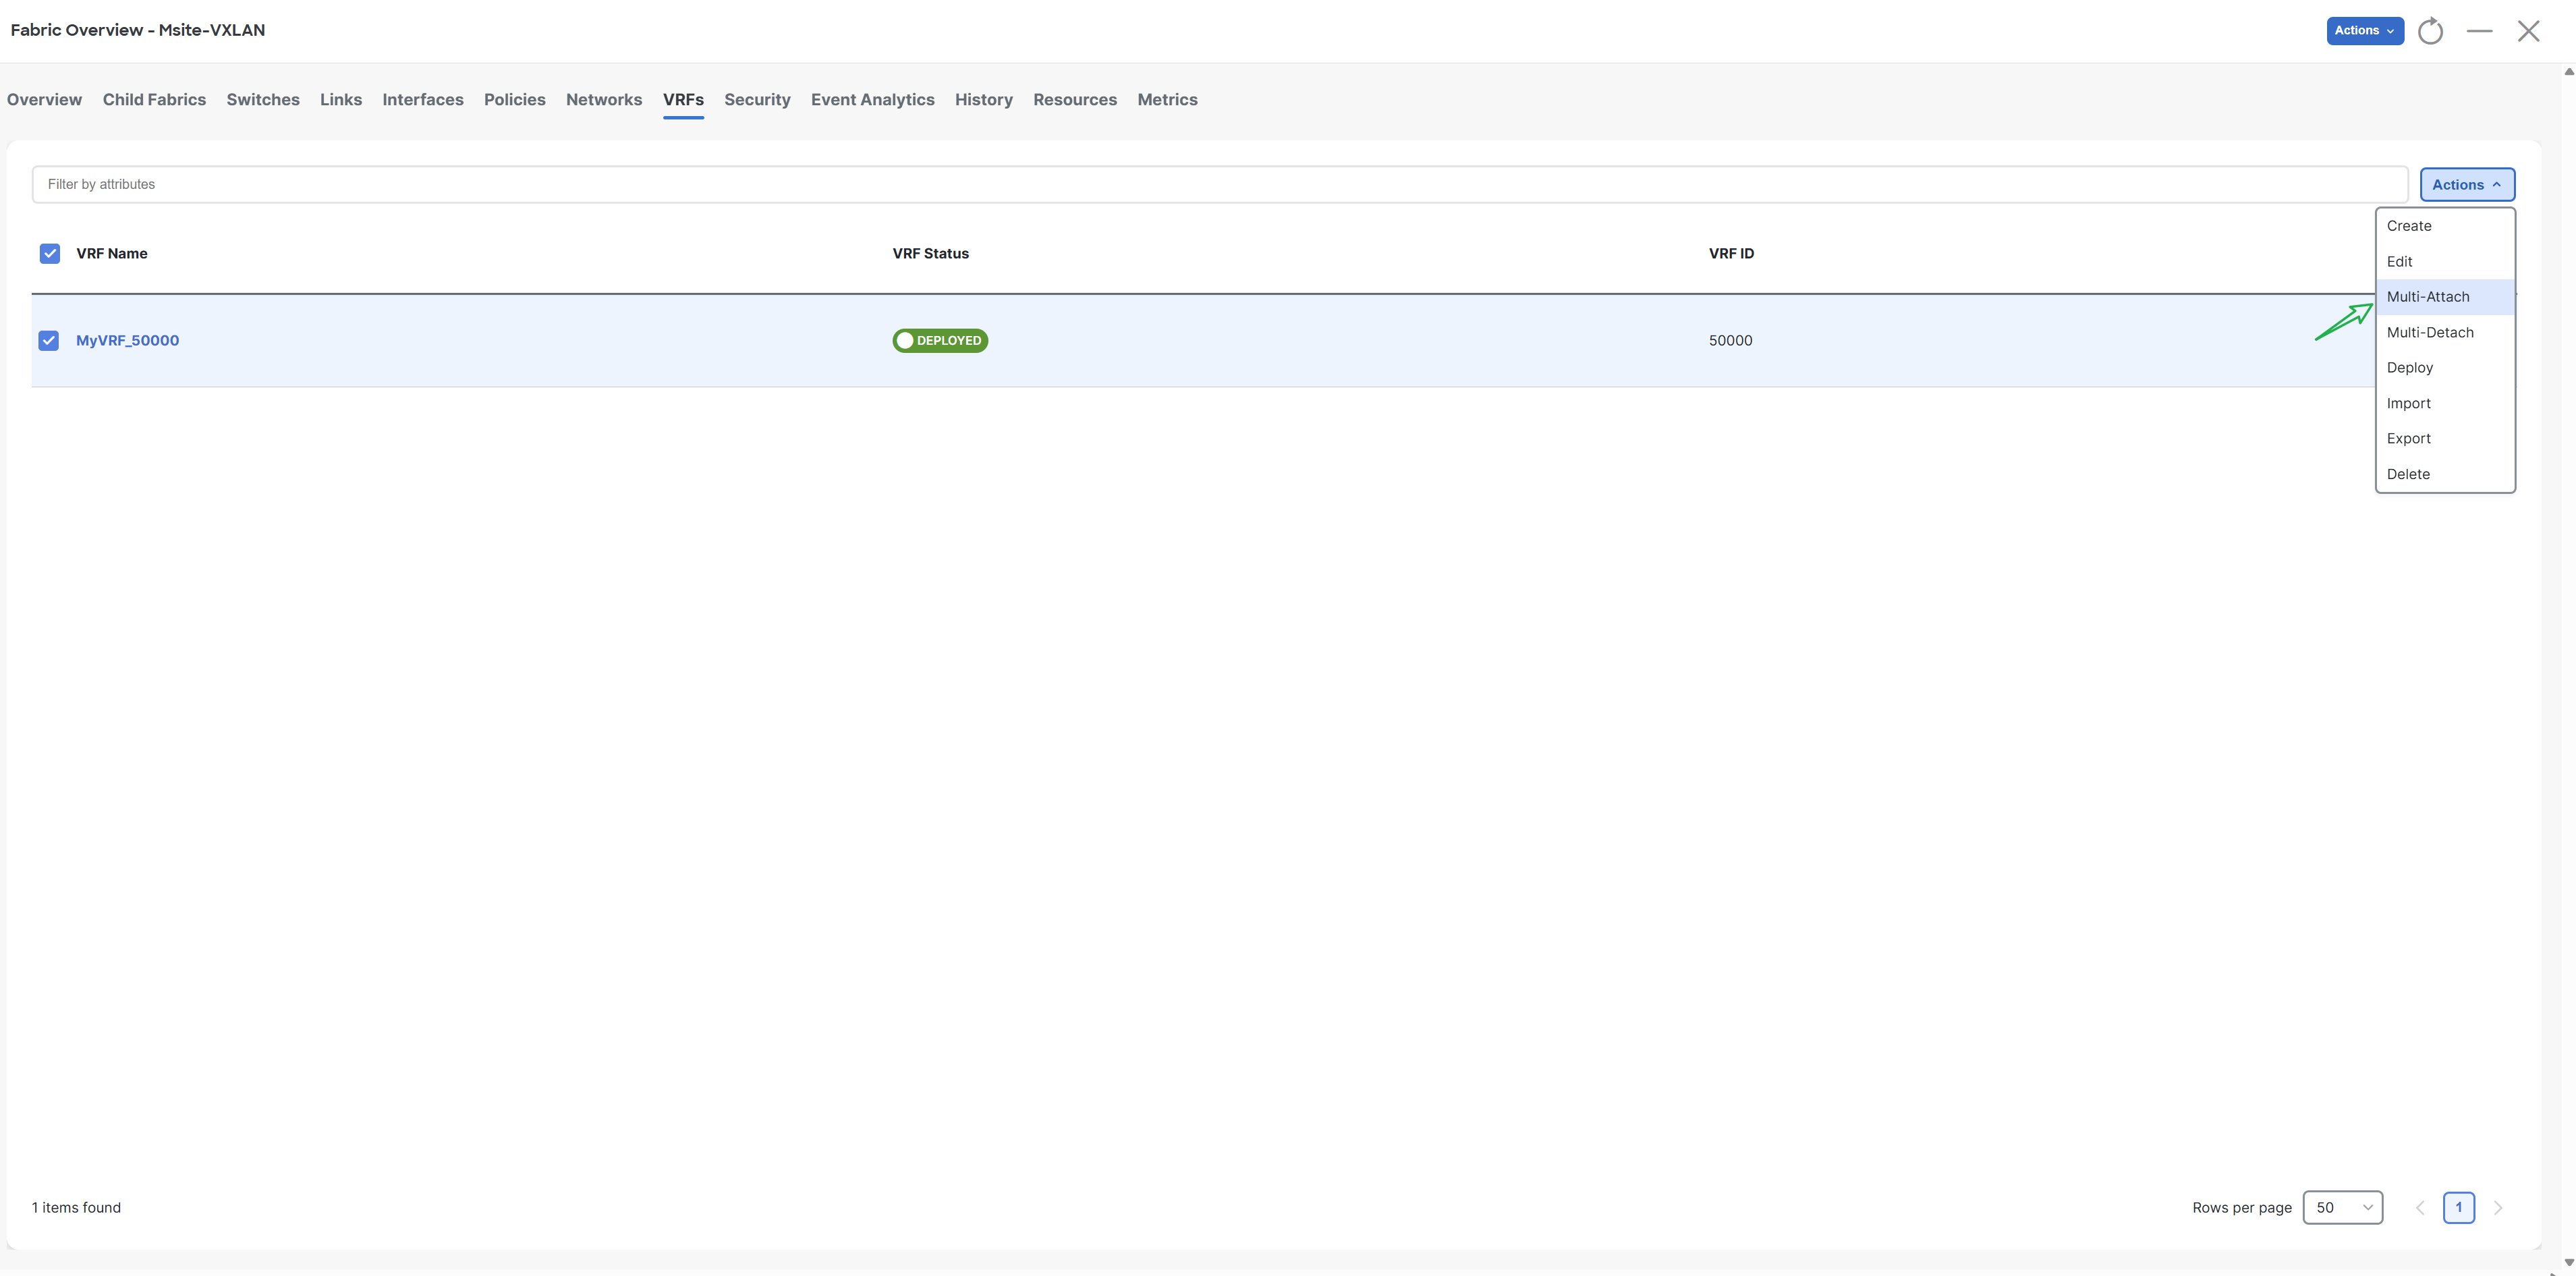 Fabric Overview - Msite-VXLAN
Actions
Overview Child Fabrics Switches Links Interfaces Policies Networks VRFs Security Event Analytics History Resources Metrics
Filter by attributes
Actions
Create
Edit
Multi-Attach
Multi-Detach
Deploy
Import
Export
Delete
VRF Name VRF Status VRF ID
MyVRF_50000 DEPLOYED 50000
1 items found
Rows per page 50 1